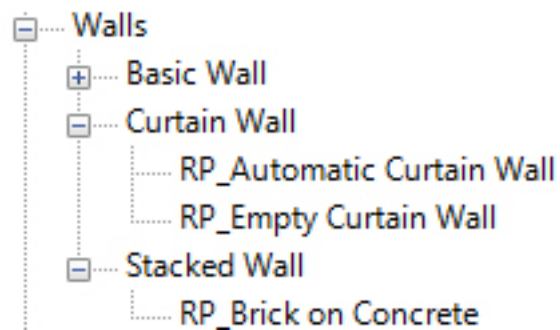 Walls
Basic Wall
Curtain Wall
RP_Automatic Curtain Wall
RP_Empty Curtain Wall
Stacked Wall
RP_Brick on Concrete